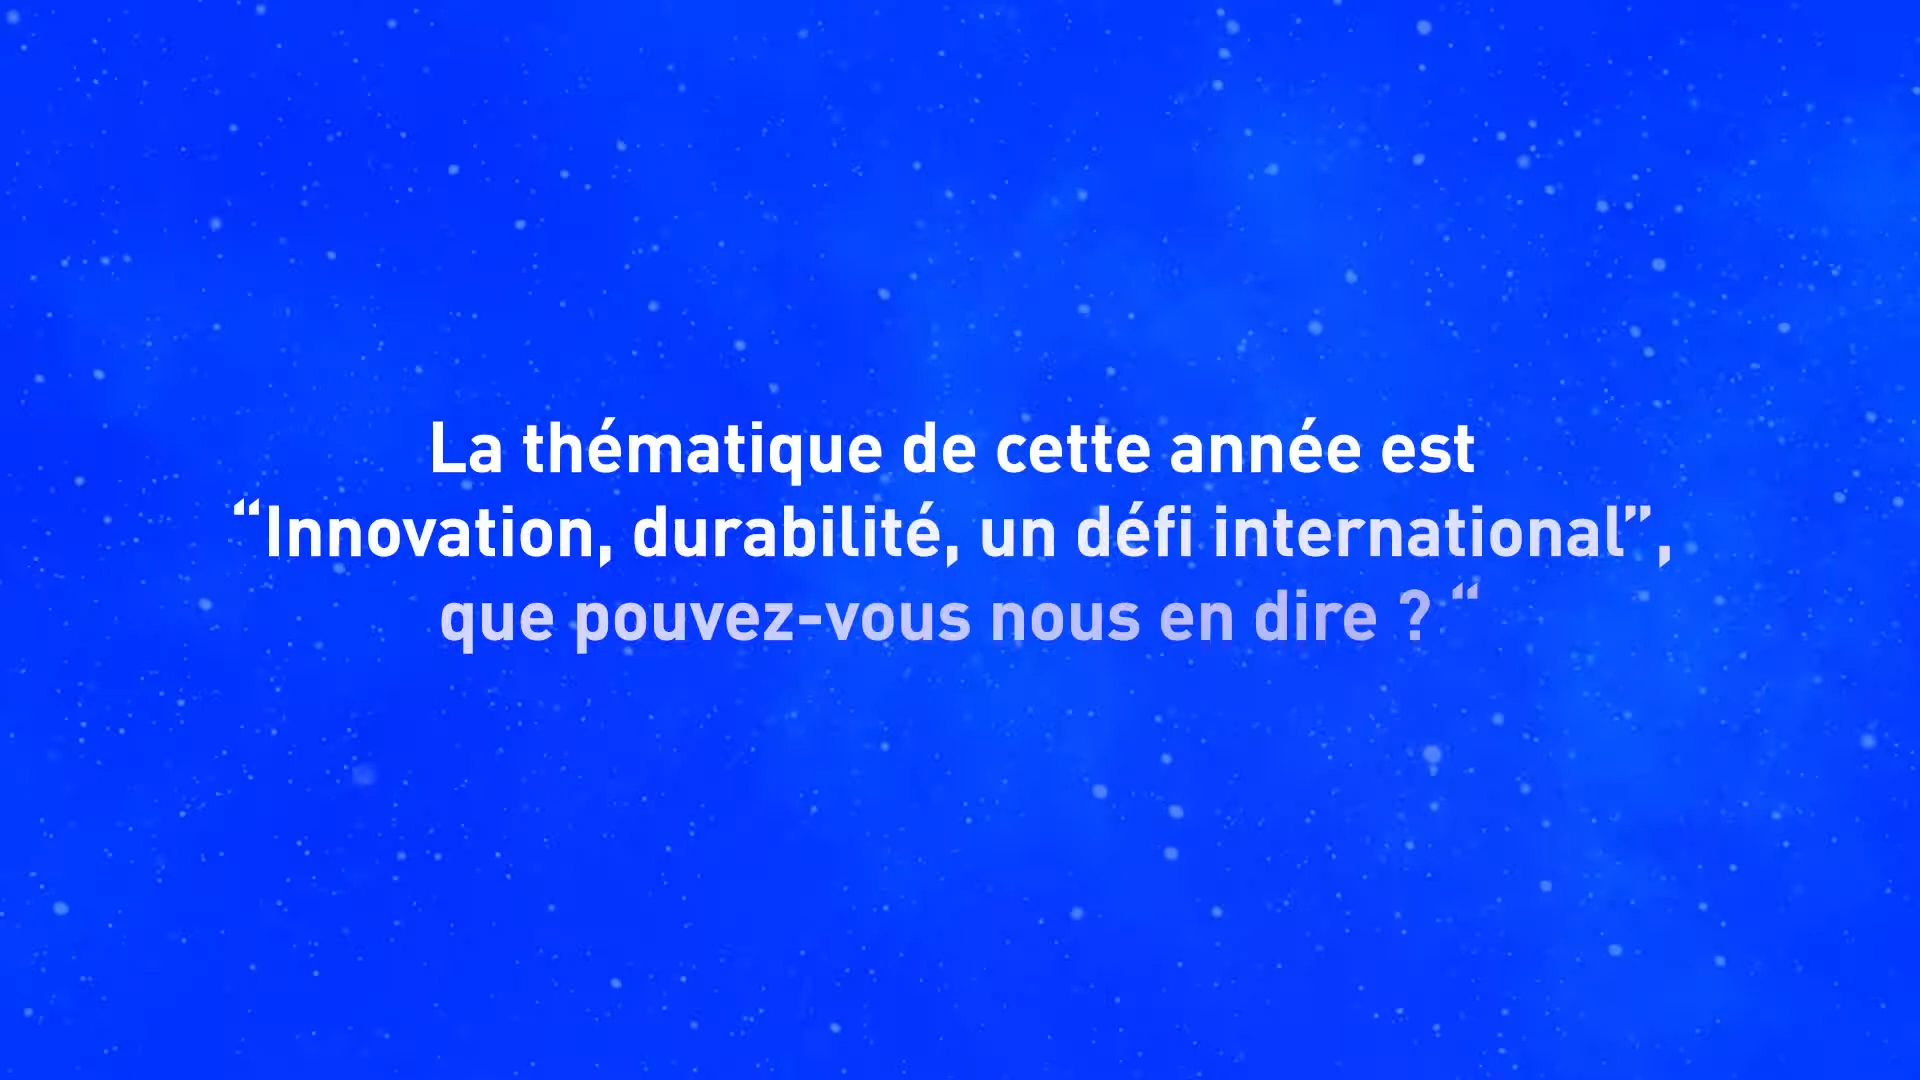 La thématique de cette année est
“Innovation, durabilité, un défi international”,
que pouvez-vous nous en dire ? “